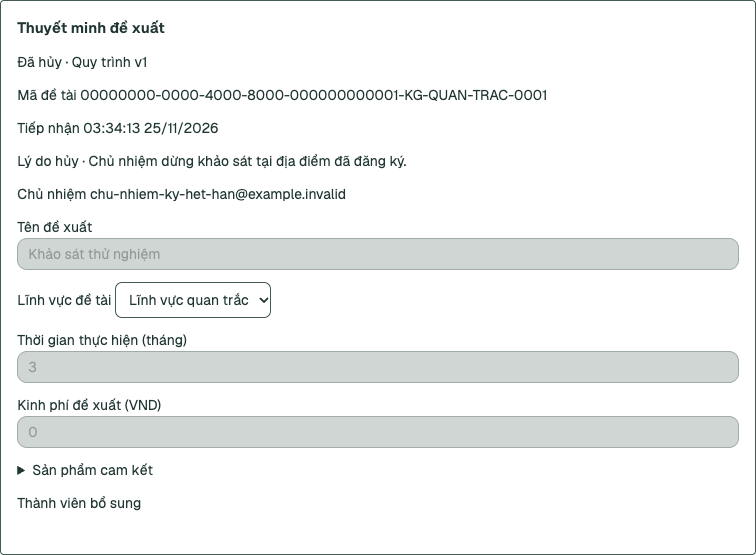 Thuyết minh đề xuất
Đã hủy · Quy trình v1
Mã đề tài 00000000-0000-4000-8000-000000000001-KG-QUAN-TRAC-0001
Tiếp nhận 03:34:13 25/11/2026
Lý do hủy · Chủ nhiệm dừng khảo sát tại địa điểm đã đăng ký.
Chủ nhiệm chu-nhiem-ky-het-han@example.invalid
Tên đề xuất
Khảo sát thử nghiệm
Lĩnh vực đề tài Lĩnh vực quan trắc
Thời gian thực hiện (tháng)
3
Kinh phí đề xuất (VND)
0
Sản phẩm cam kết
Thành viên bổ sung